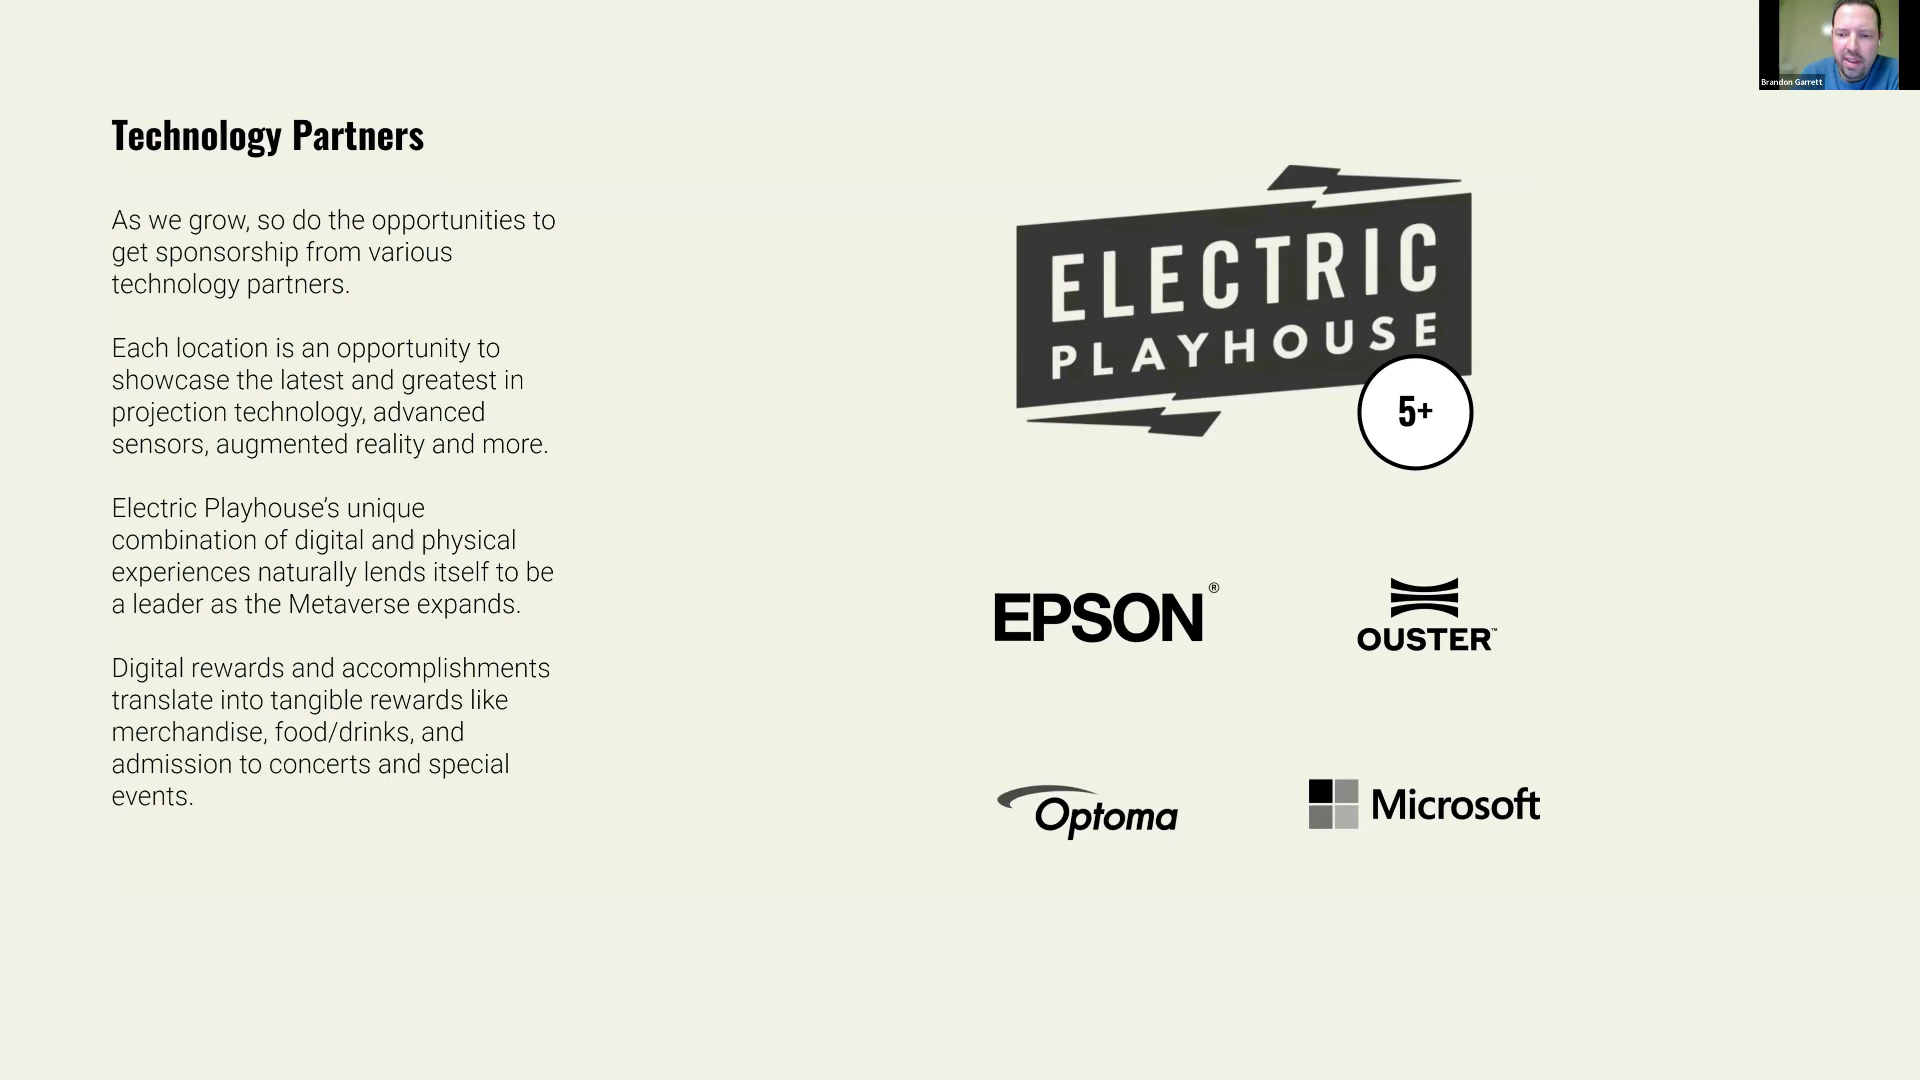 Brandon Garrett
Technology Partners
As we grow, so do the opportunities to
get sponsorship from various
technology partners.
Each location is an opportunity to
showcase the latest and greatest in
projection technology, advanced
sensors, augmented reality and more.
Electric Playhouse’s unique
combination of digital and physical
experiences naturally lends itself to be
a leader as the Metaverse expands.
Digital rewards and accomplishments
translate into tangible rewards like
merchandise, food/drinks, and
admission to concerts and special
events.
ELECTRIC
PLAYHOUSE
5+
EPSON®
OUSTER™
Optoma
Microsoft